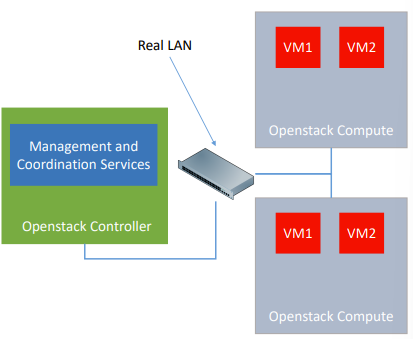 Real LAN
VM1
VM2
Openstack Compute
Management and
Coordination Services
Openstack Controller
VM1
VM2
Openstack Compute